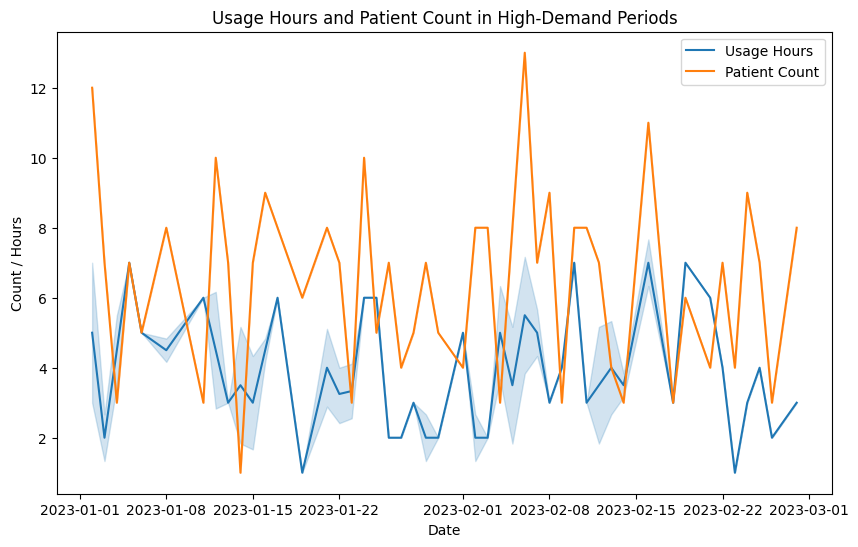 Usage Hours and Patient Count in High-Demand Periods
Usage Hours
Patient Count
Count / Hours
12
10
8
6
4
2
2023-01-01 2023-01-08 2023-01-15 2023-01-22 2023-02-01 2023-02-08 2023-02-15 2023-02-22 2023-03-01
Date